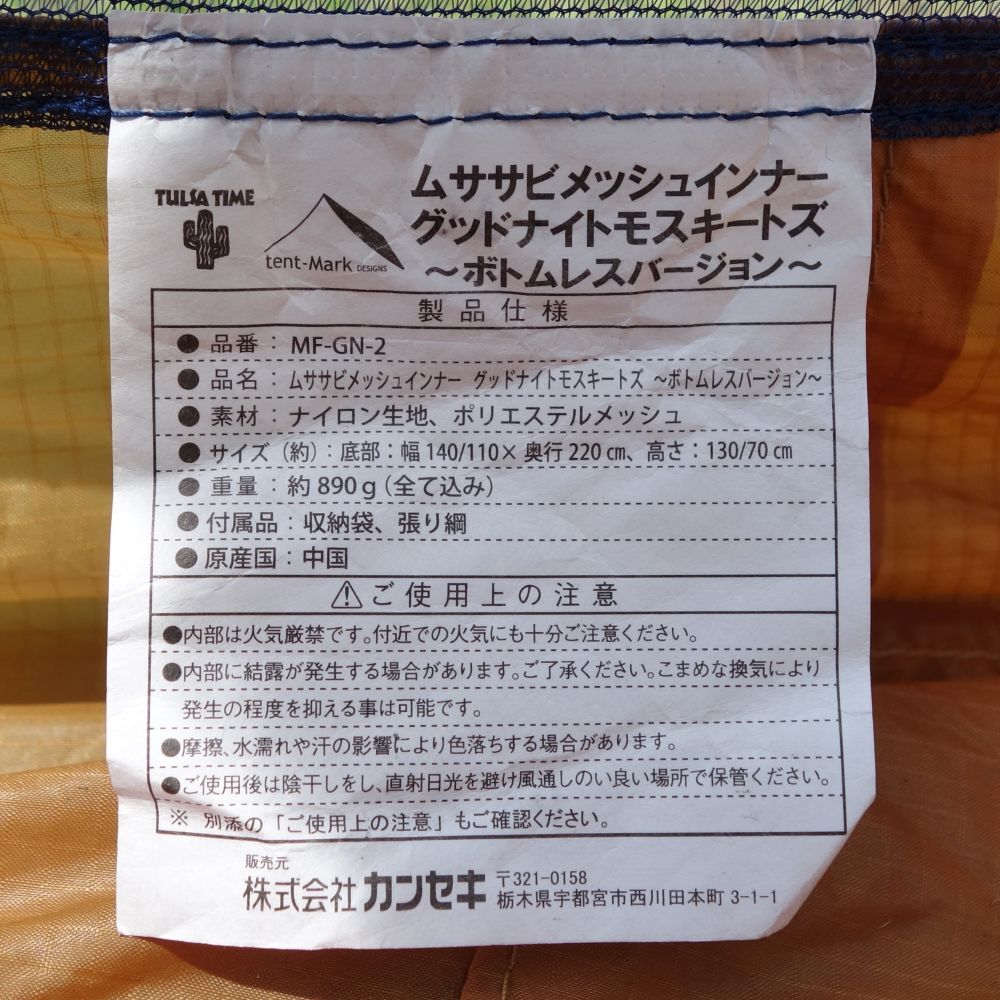 TULSA TIME
tent-Mark DESIGNS
ムササビメッシュインナー
グッドナイトモスキートズ
～ボトムレスバージョン～
製品仕様
●品番：MF-GN-2
●品名：ムササビメッシュインナー グッドナイトモスキートズ ～ボトムレスバージョン～
●素材：ナイロン生地、ポリエステルメッシュ
●サイズ（約）：底部：幅140/110×奥行220㎝、高さ：130/70㎝
●重量：約890g（全て込み）
●付属品：収納袋、張り綱
●原産国：中国
⚠ご使用上の注意
●内部は火気厳禁です。付近での火気にも十分ご注意ください。
●内部に結露が発生する場合があります。ご了承ください。こまめな換気により
発生の程度を抑える事は可能です。
●摩擦、水濡れや汗の影響により色落ちする場合があります。
●ご使用後は陰干しをし、直射日光を避け風通しのい良い場所で保管ください。
※ 別添の「ご使用上の注意」もご確認ください。
販売元
株式会社カンセキ
〒321-0158
栃木県宇都宮市西川田本町3-1-1